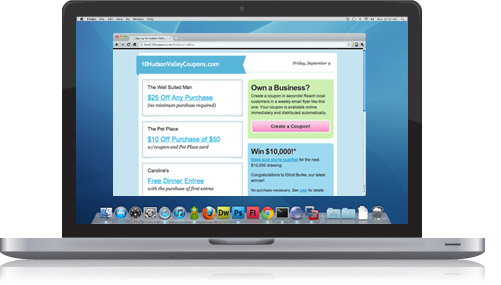 Finder
10HudsonValleyCoupons.com
Friday, September 9
The Well Suited Man
$25 Off Any Purchase
(no minimum purchase required)
The Pet Place
$10 Off Purchase of $50
w/coupon and Pet Place card
Caroline's
Free Dinner Entree
with the purchase of first entree
Own a Business?
Create a coupon in seconds! Reach local
customers in a weekly email flyer like this
one. Your coupon is available online
immediately and distributed automatically.
Create a Coupon!
Win $10,000!*
Make sure you're qualified for the next
$10,000 drawing.
Congratulations to Elliott Burke, our latest
winner!
No purchase necessary. See rules for details.
Dw
Ps
Fl